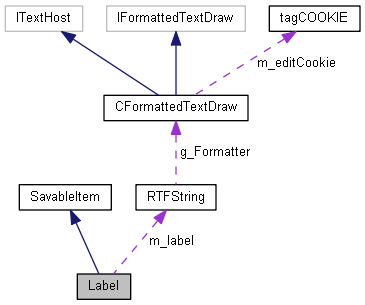 ITextHost
IFormattedTextDraw
tagCOOKIE
m_editCookie
CFormattedTextDraw
g_Formatter
SavableItem
RTFString
m_label
Label